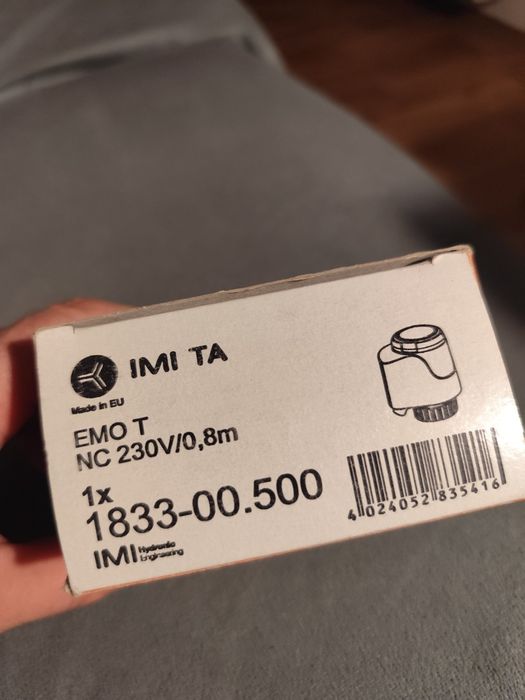 IMI TA
Made in EU
EMO T
NC 230V/0,8m
1x
1833-00.500
IMI Hydronic
Engineering
4 024052 835416